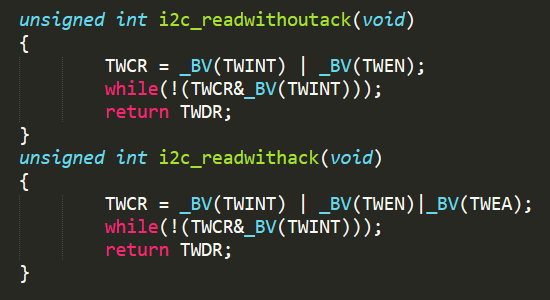 unsigned int i2c_readwithoutack(void)
{
TWCR = _BV(TWINT) | _BV(TWEN);
while(!(TWCR&_BV(TWINT)));
return TWDR;
}
unsigned int i2c_readwithack(void)
{
TWCR = _BV(TWINT) | _BV(TWEN)|_BV(TWEA);
while(!(TWCR&_BV(TWINT)));
return TWDR;
}